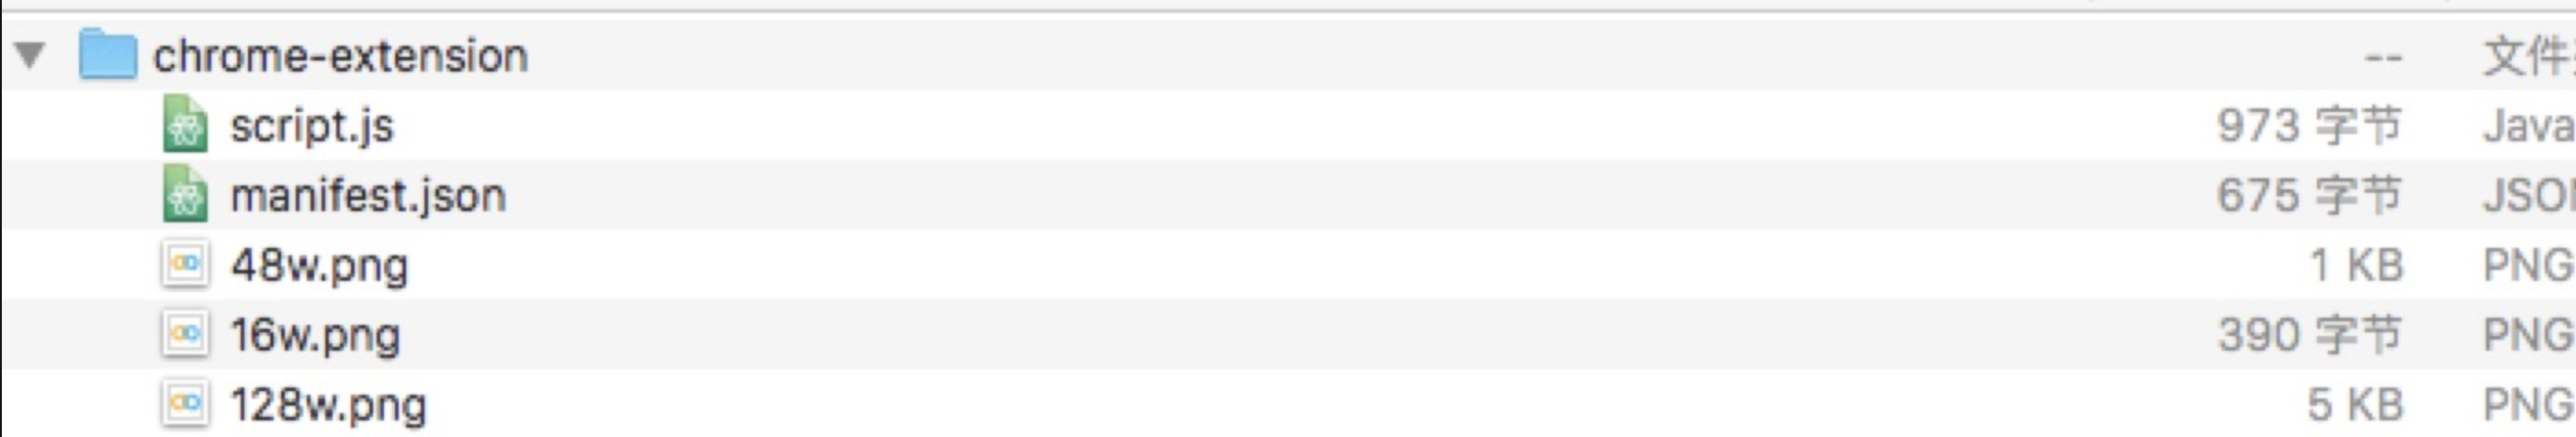 chrome-extension -- 文件
script.js 973 字节 Java
manifest.json 675 字节 JSO
48w.png 1 KB PNG
16w.png 390 字节 PNG
128w.png 5 KB PNG